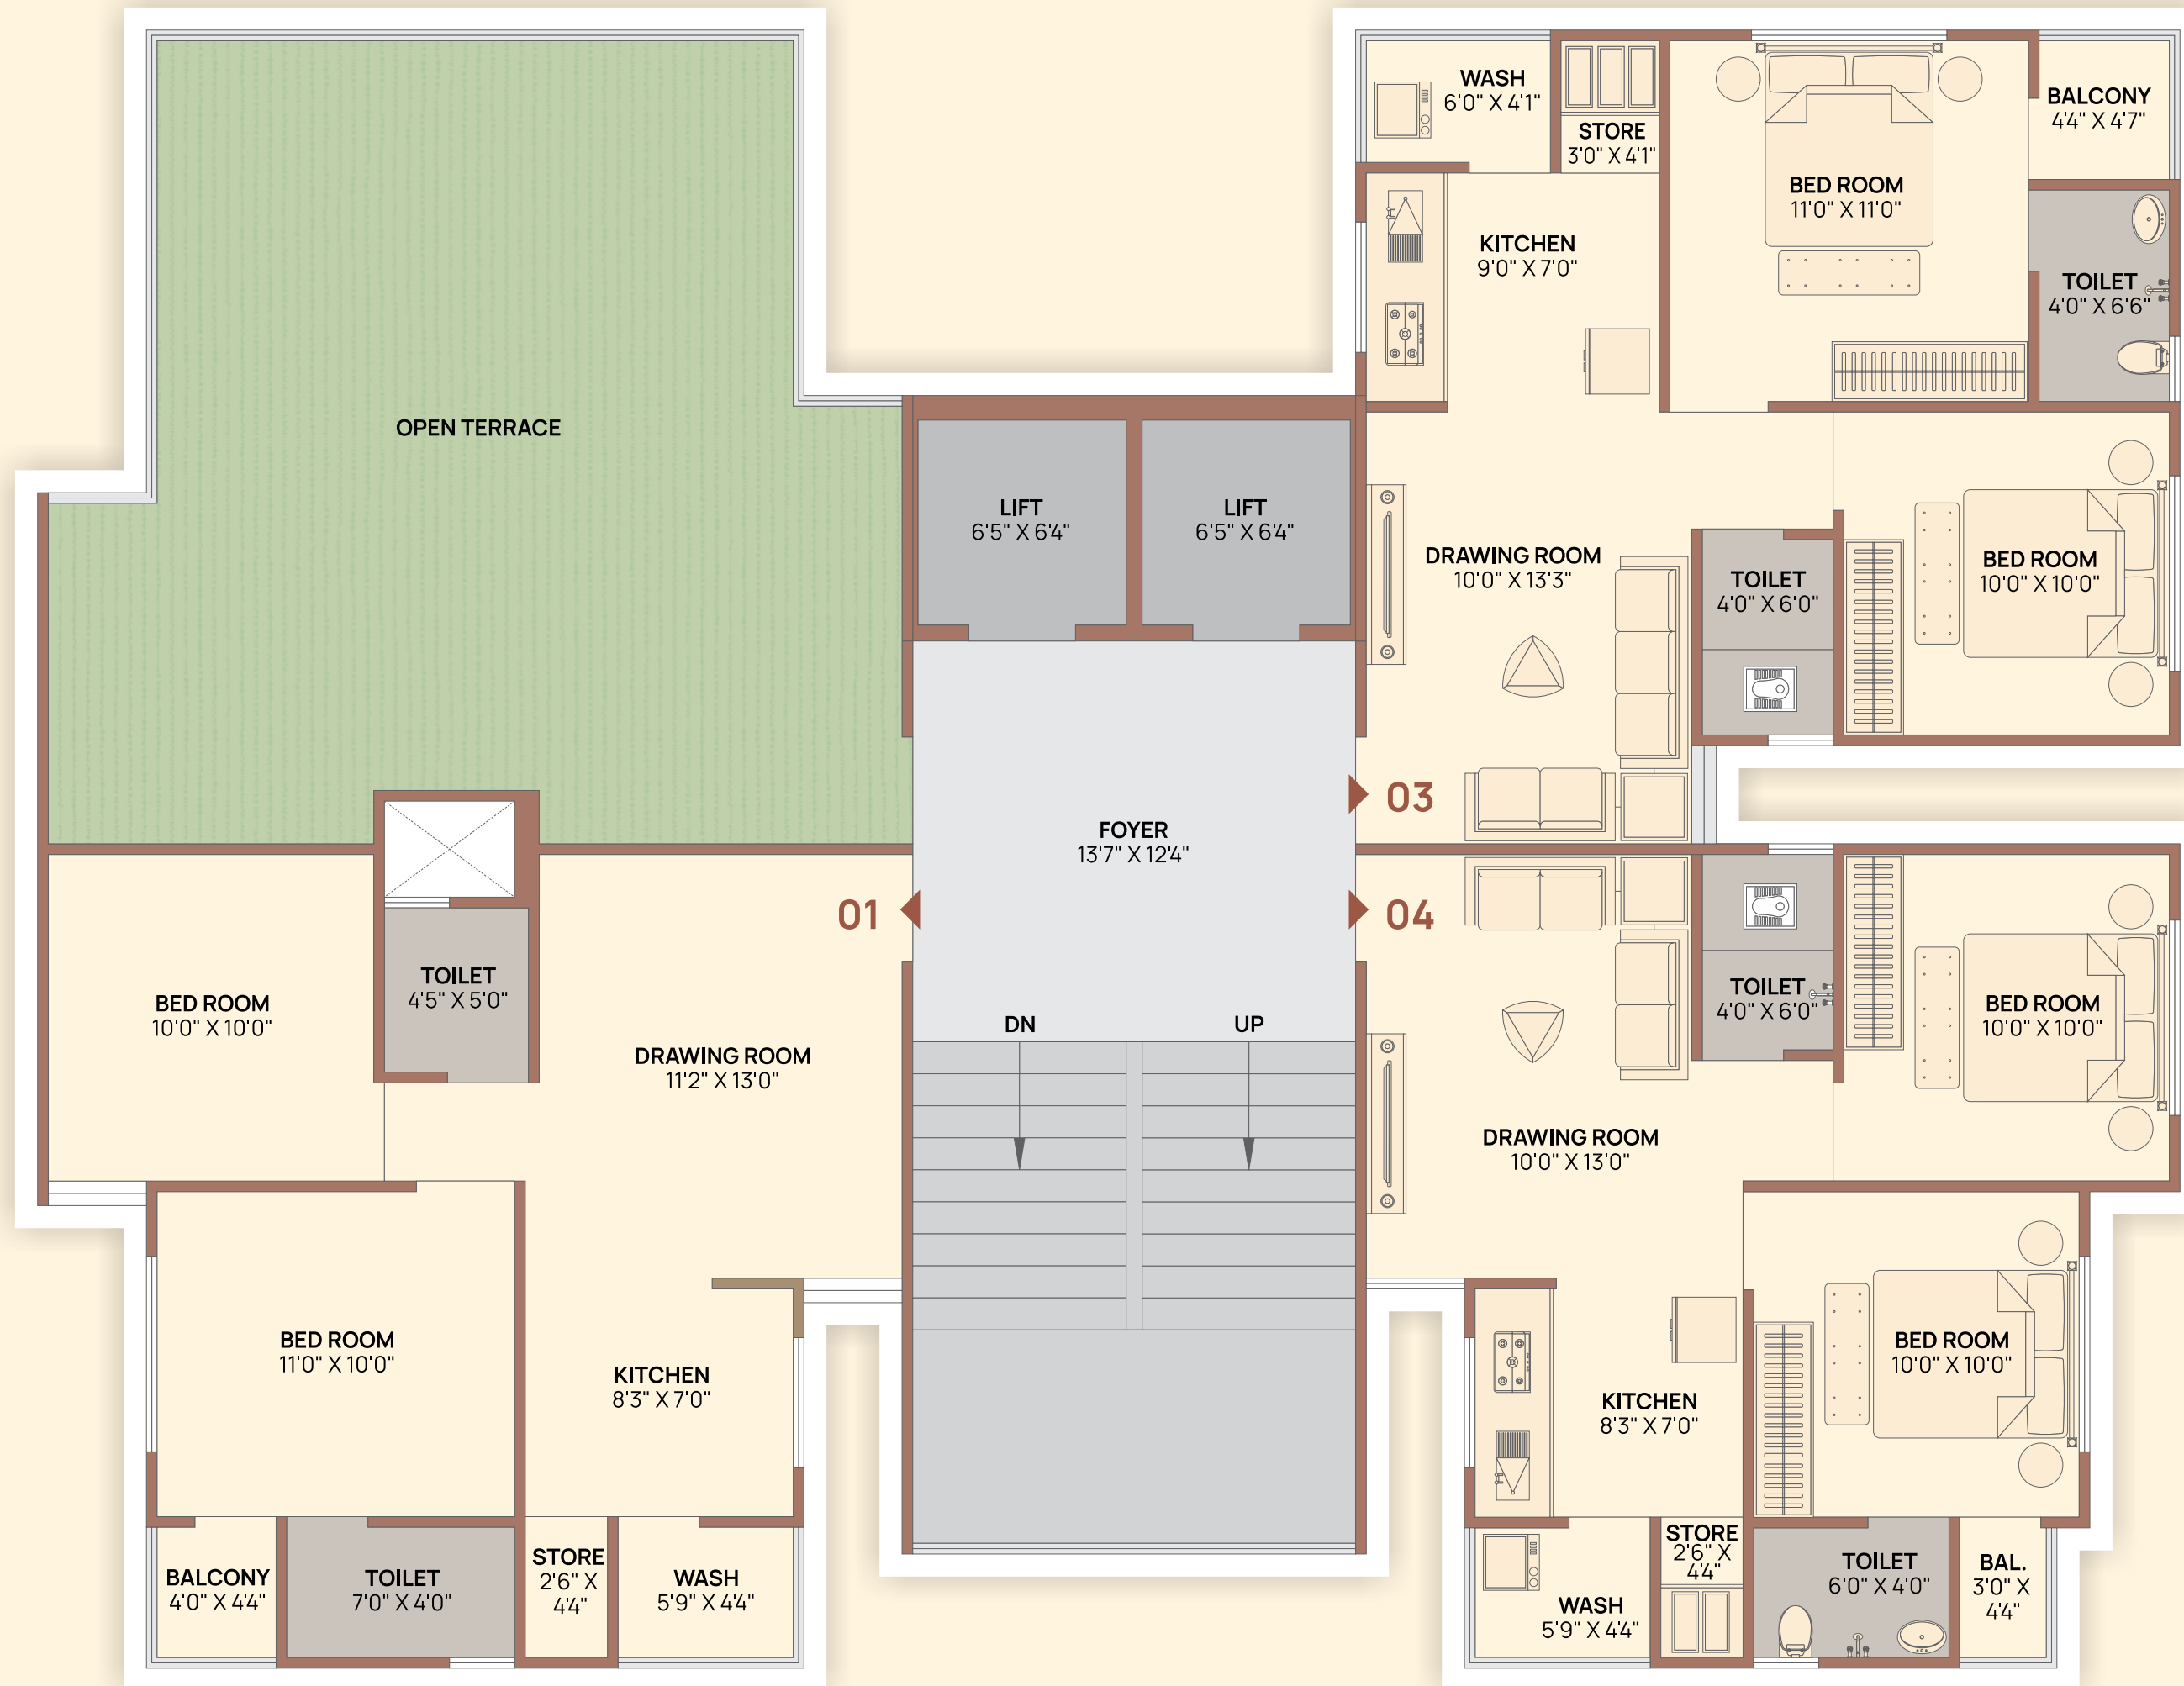 WASH
6'0" X 4'1"
STORE
3'0" X 4'1"
BED ROOM
11'0" X 11'0"
BALCONY
4'4" X 4'7"
KITCHEN
9'0" X 7'0"
TOILET
4'0" X 6'6"
OPEN TERRACE
LIFT
6'5" X 6'4"
LIFT
6'5" X 6'4"
DRAWING ROOM
10'0" X 13'3"
TOILET
4'0" X 6'0"
BED ROOM
10'0" X 10'0"
03
FOYER
13'7" X 12'4"
01
04
BED ROOM
10'0" X 10'0"
TOILET
4'5" X 5'0"
DRAWING ROOM
11'2" X 13'0"
DN
UP
TOILET
4'0" X 6'0"
BED ROOM
10'0" X 10'0"
DRAWING ROOM
10'0" X 13'0"
BED ROOM
11'0" X 10'0"
KITCHEN
8'3" X 7'0"
KITCHEN
8'3" X 7'0"
BED ROOM
10'0" X 10'0"
BALCONY
4'0" X 4'4"
TOILET
7'0" X 4'0"
STORE
2'6" X
4'4"
WASH
5'9" X 4'4"
WASH
5'9" X 4'4"
STORE
2'6" X
4'4"
TOILET
6'0" X 4'0"
BAL.
3'0" X
4'4"